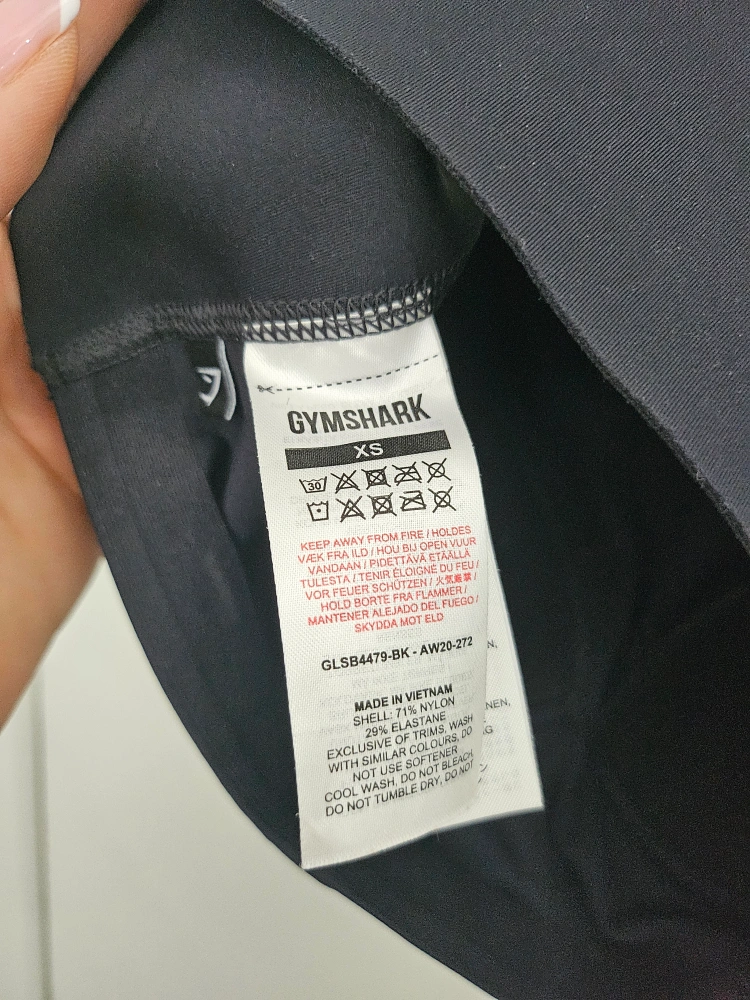 GYMSHARK
XS
30
KEEP AWAY FROM FIRE / HOLDES
VÆK FRA ILD / HOU BIJ OPEN VUUR
VANDAAN / PIDETTÄVÄ ETÄÄLLÄ
TULESTA / TENIR ÉLOIGNÉ DU FEU /
VOR FEUER SCHÜTZEN / 火気厳禁 /
HOLD BORTE FRA FLAMMER /
MANTENER ALEJADO DEL FUEGO /
SKYDDA MOT ELD
GLSB4479-BK - AW20-272
MADE IN VIETNAM
SHELL: 71% NYLON
29% ELASTANE
EXCLUSIVE OF TRIMS, WASH
WITH SIMILAR COLOURS, DO
NOT USE SOFTENER
COOL WASH, DO NOT BLEACH,
DO NOT TUMBLE DRY, DO NOT